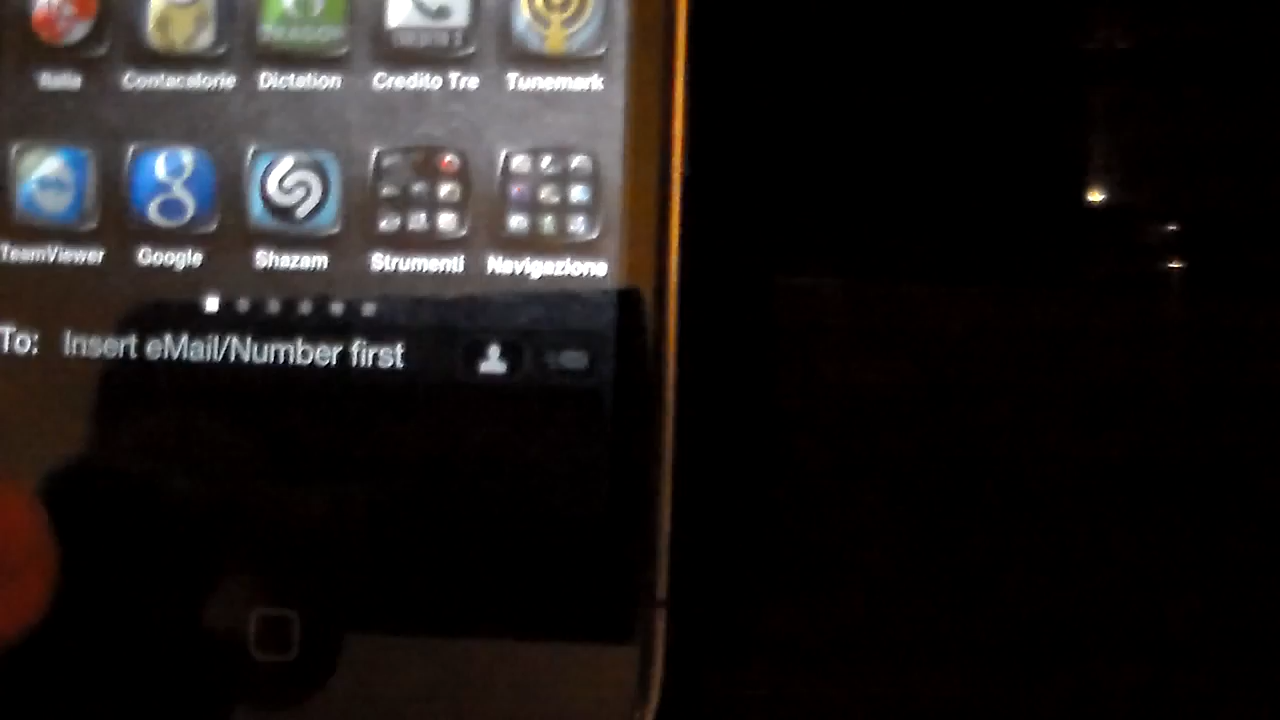 Italia Contacalorie Dictation Credito Tre Tunemark
TeamViewer Google Shazam Strumenti Navigazione
To: Insert eMail/Number first